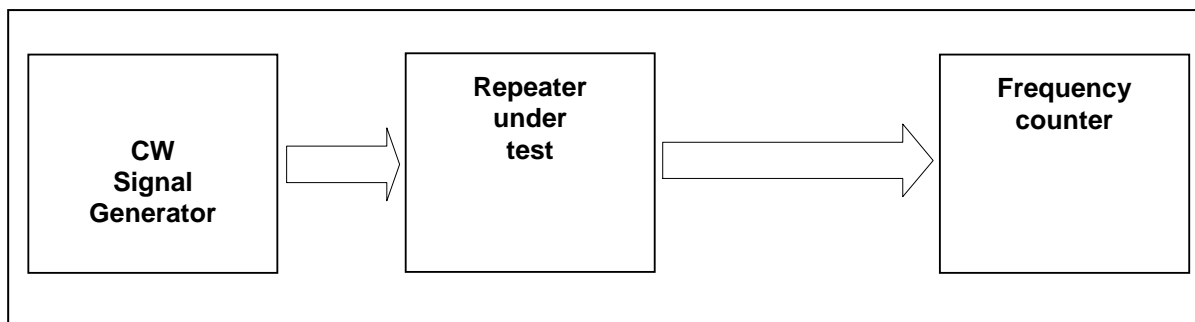 CW
Signal
Generator
Repeater
under
test
Frequency
counter